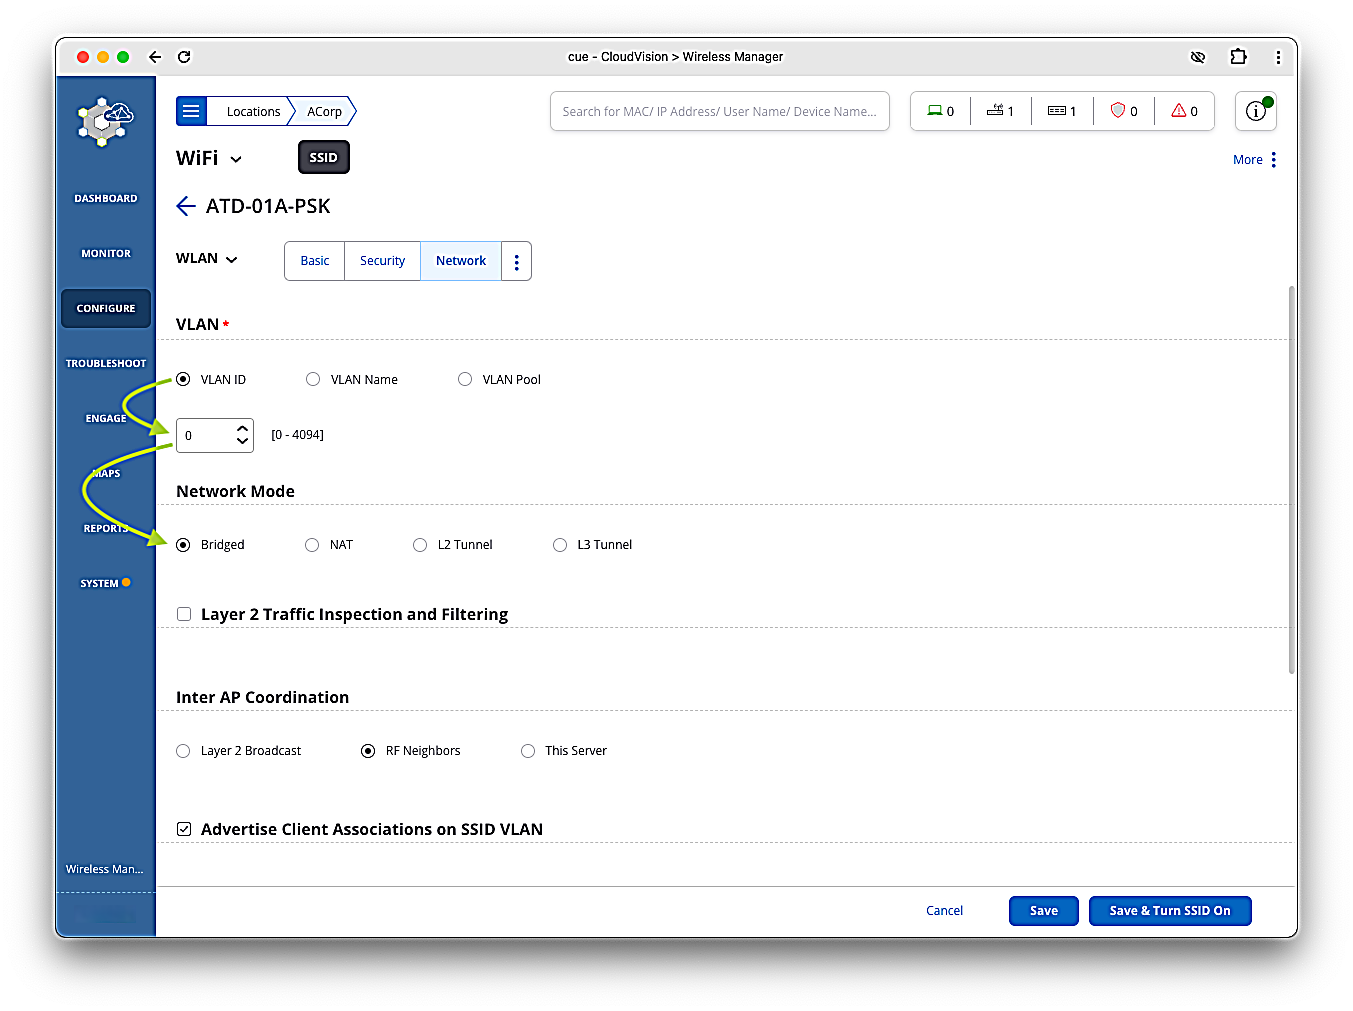 cue - CloudVision > Wireless Manager
Locations
ACorp
Search for MAC/ IP Address/ User Name/ Device Name...
0
1
1
0
0
WiFi
SSID
More
ATD-01A-PSK
WLAN
Basic
Security
Network
DASHBOARD
MONITOR
CONFIGURE
TROUBLESHOOT
ENGAGE
MAPS
REPORTS
SYSTEM
Wireless Man...
VLAN *
VLAN ID
VLAN Name
VLAN Pool
0
[0 - 4094]
Network Mode
Bridged
NAT
L2 Tunnel
L3 Tunnel
Layer 2 Traffic Inspection and Filtering
Inter AP Coordination
Layer 2 Broadcast
RF Neighbors
This Server
Advertise Client Associations on SSID VLAN
Cancel
Save
Save & Turn SSID On